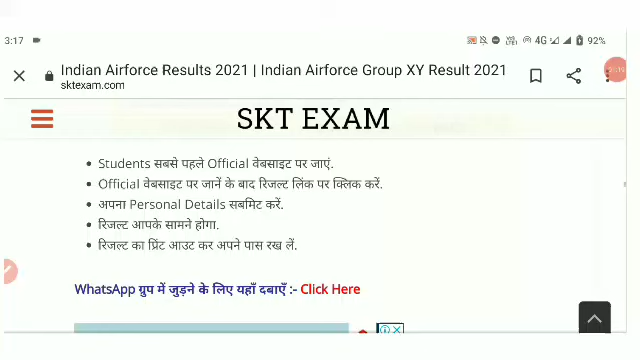 3:17 4G 92%
Indian Airforce Results 2021 | Indian Airforce Group XY Result 2021
sktexam.com
SKT EXAM
Students सबसे पहले Official वेबसाइट पर जाएं.
Official वेबसाइट पर जानें के बाद रिजल्ट लिंक पर क्लिक करें.
अपना Personal Details सबमिट करें.
रिजल्ट आपके सामने होगा.
रिजल्ट का प्रिंट आउट कर अपने पास रख लें.
WhatsApp ग्रुप में जुड़ने के लिए यहाँ दबाएँ :- Click Here